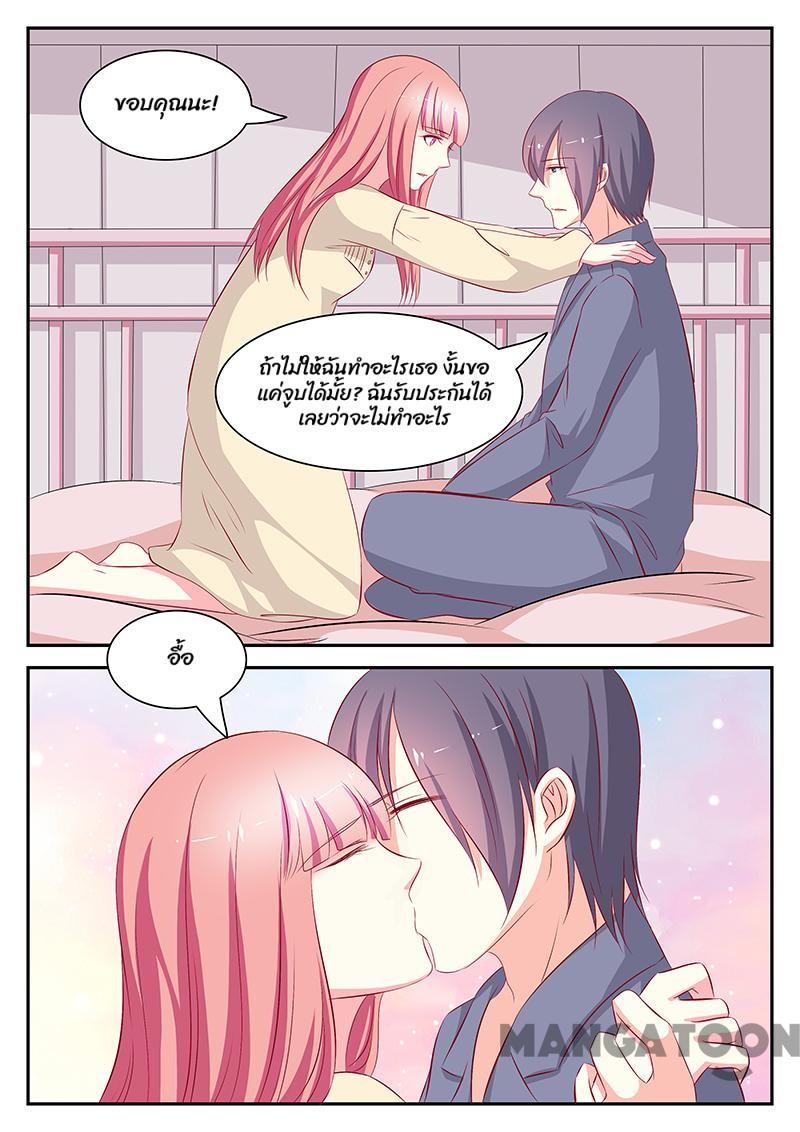 ขอบคุณนะ!
ถ้าไม่ให้ฉันทำอะไรเธอ งั้นขอ
แค่จูบได้มั้ย? ฉันรับประกันได้
เลยว่าจะไม่ทำอะไร
อื้อ
MANGATOON